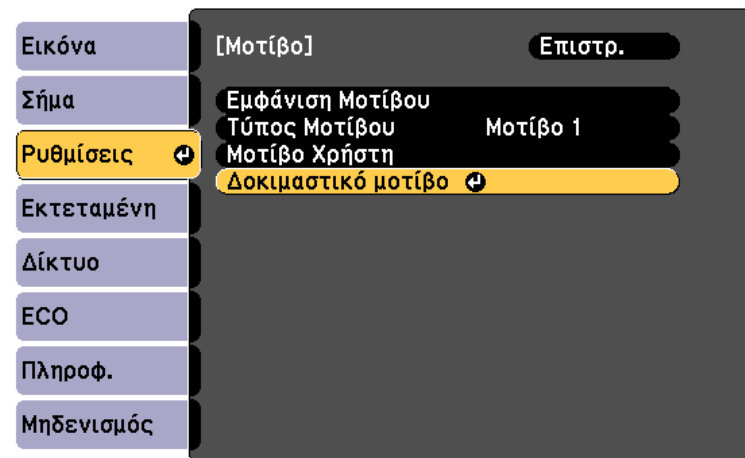 Εικόνα
Σήμα
Ρυθμίσεις
Εκτεταμένη
Δίκτυο
ECO
Πληροφ.
Μηδενισμός
[Μοτίβο] Επιστρ.
Εμφάνιση Μοτίβου
Τύπος Μοτίβου Μοτίβο 1
Μοτίβο Χρήστη
Δοκιμαστικό μοτίβο